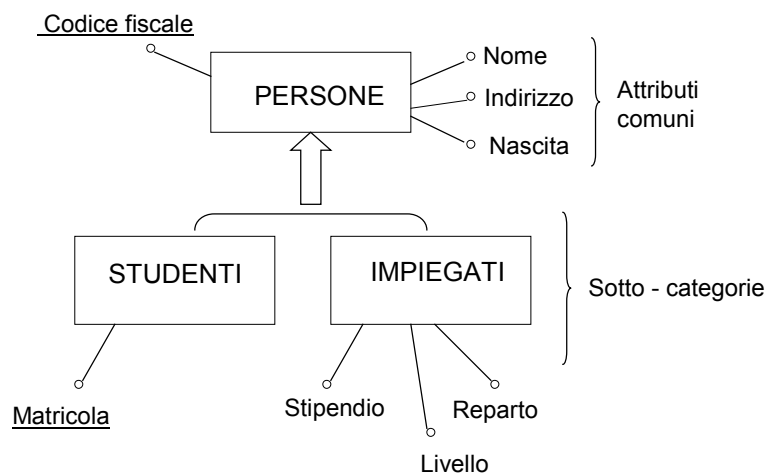 Codice fiscale
Nome
PERSONE
Indirizzo
Attributi
comuni
Nascita
STUDENTI
IMPIEGATI
Sotto - categorie
Matricola
Stipendio
Reparto
Livello